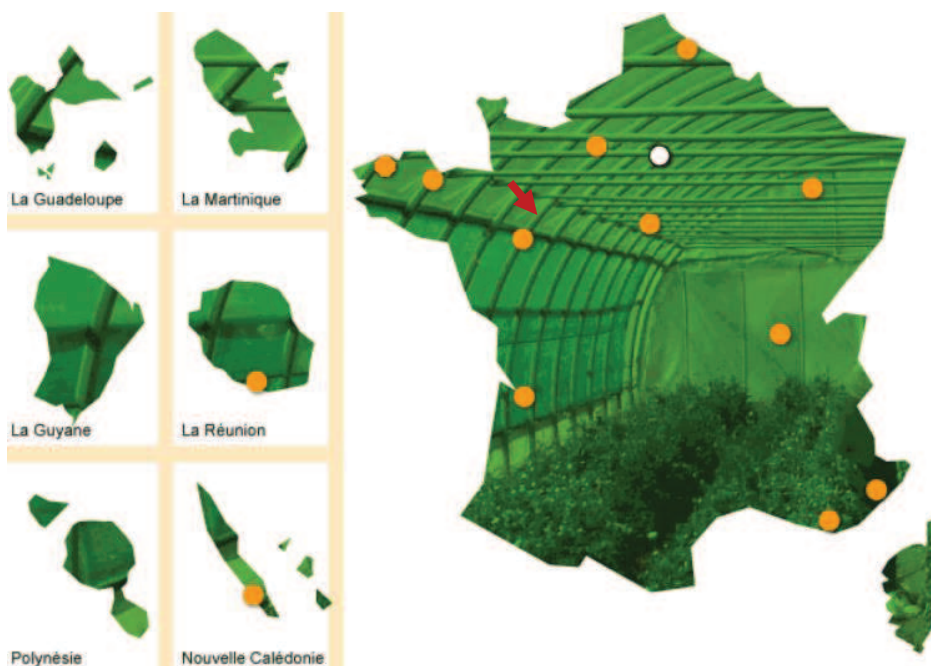 La Guadeloupe
La Martinique
La Guyane
La Réunion
Polynésie
Nouvelle Calédonie